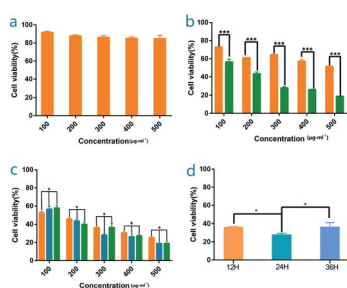 a
Cell viability(%)
100
80
60
40
20
0
100 200 300 400 500
Concentration(μg·ml⁻¹)
b
Cell viability(%)
100
80
60
40
20
0
*** *** *** *** ***
100 200 300 400 500
Concentration (μg·ml⁻¹)
c
Cell viability(%)
100
80
60
40
20
0
* * * * *
100 200 300 400 500
Concentration(μg·ml⁻¹)
d
Cell viability(%)
100
80
60
40
20
0
* *
12H 24H 36H